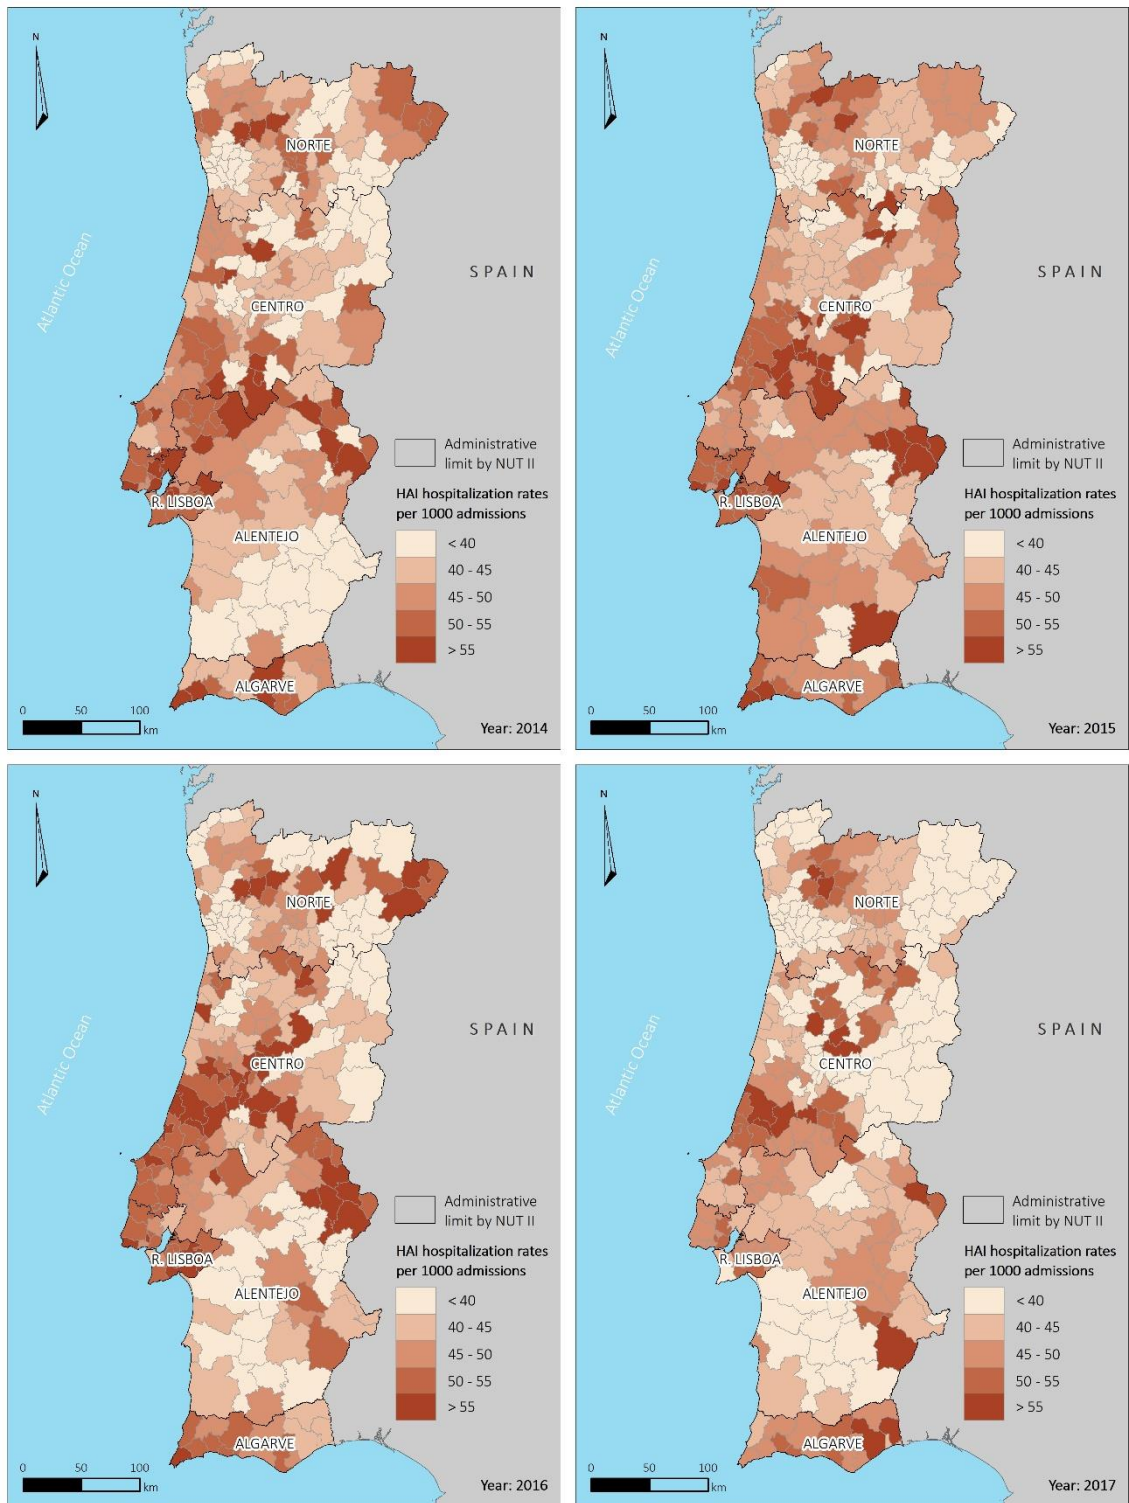 N
NORTE
Atlantic Ocean
SPAIN
CENTRO
Administrative
limit by NUT II
R. LISBOA
HAI hospitalization rates
per 1000 admissions
ALENTEJO
< 40
40 - 45
45 - 50
50 - 55
> 55
ALGARVE
0 50 100
km
Year: 2014
N
NORTE
Atlantic Ocean
SPAIN
CENTRO
Administrative
limit by NUT II
R. LISBOA
HAI hospitalization rates
per 1000 admissions
ALENTEJO
< 40
40 - 45
45 - 50
50 - 55
> 55
ALGARVE
0 50 100
km
Year: 2015
N
NORTE
Atlantic Ocean
SPAIN
CENTRO
Administrative
limit by NUT II
R. LISBOA
HAI hospitalization rates
per 1000 admissions
ALENTEJO
< 40
40 - 45
45 - 50
50 - 55
> 55
ALGARVE
0 50 100
km
Year: 2016
N
NORTE
Atlantic Ocean
SPAIN
CENTRO
Administrative
limit by NUT II
R. LISBOA
HAI hospitalization rates
per 1000 admissions
ALENTEJO
< 40
40 - 45
45 - 50
50 - 55
> 55
ALGARVE
0 50 100
km
Year: 2017